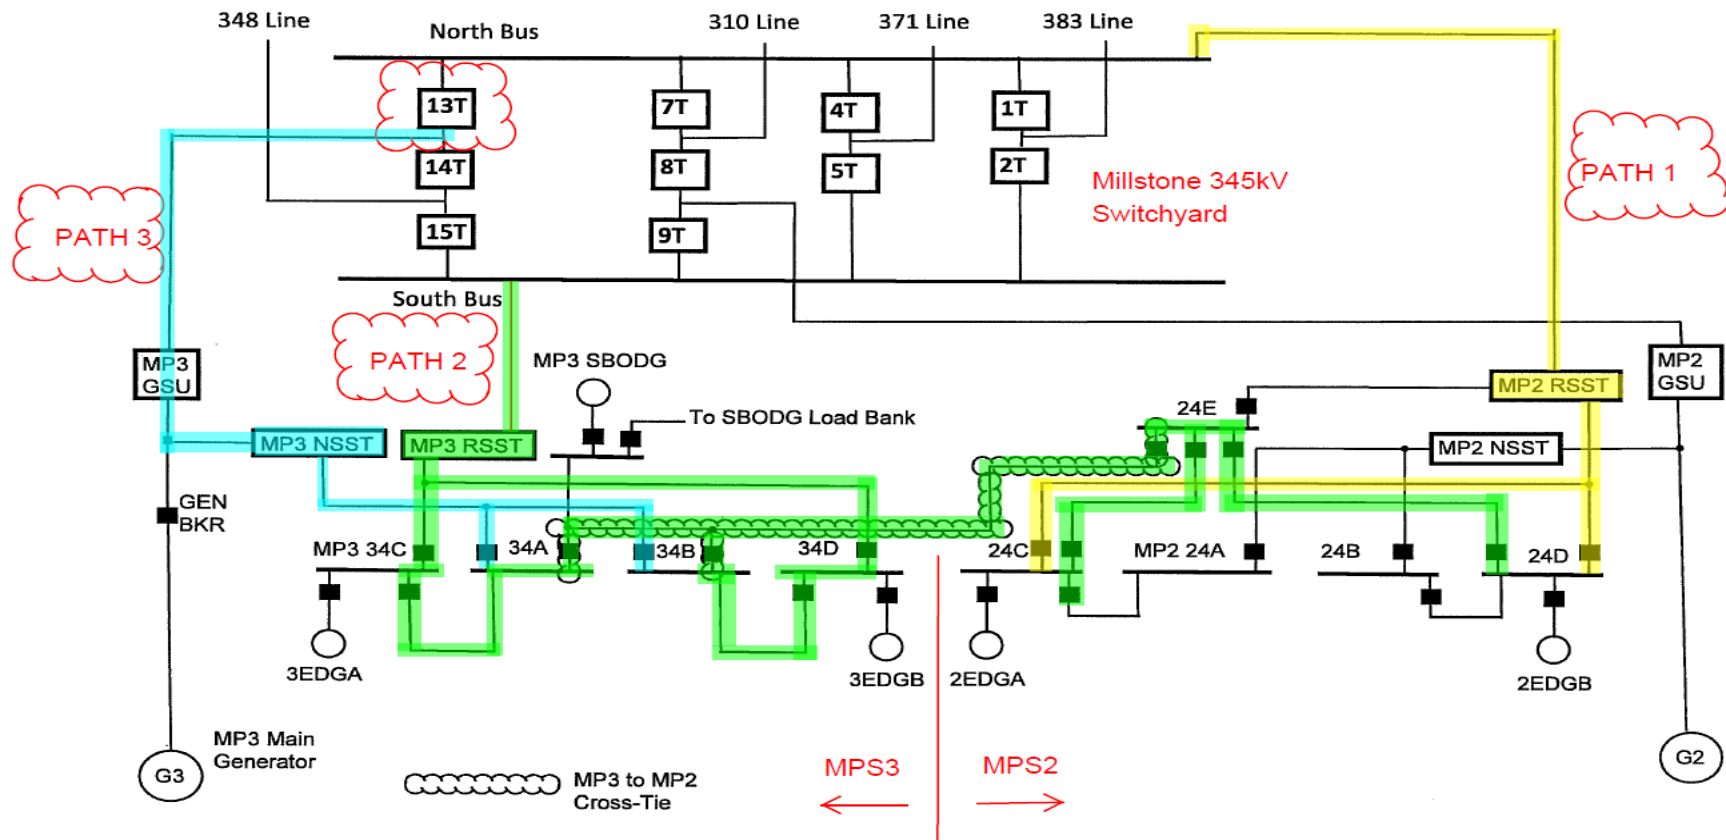 348 Line
310 Line
371 Line
383 Line
North Bus
13T
7T
4T
1T
14T
8T
5T
2T
15T
9T
Millstone 345kV
Switchyard
PATH 1
PATH 3
South Bus
PATH 2
MP3
GSU
MP3 SBODG
MP2
GSU
MP2 RSST
To SBODG Load Bank
24E
MP3 NSST
MP3 RSST
MP2 NSST
GEN
BKR
MP3 34C
34A
34B
34D
24C
MP2 24A
24B
24D
3EDGA
3EDGB
2EDGA
2EDGB
MP3 Main
Generator
G3
MP3 to MP2
Cross-Tie
MPS3
MPS2
G2